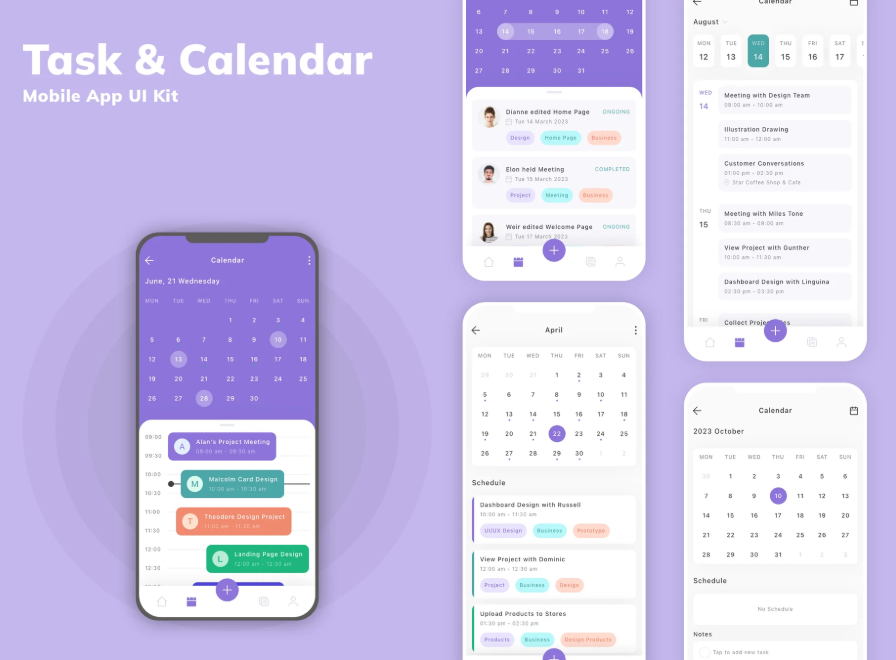 Task & Calendar
Mobile App UI Kit
Calendar
June, 21 Wednesday
MON TUE WED THU FRI SAT SUN
1 2 3 4
5 6 7 8 9 10 11
12 13 14 15 16 17 18
19 20 21 22 23 24 25
26 27 28 29 30
09:00
Alan's Project Meeting
A
09:00 am - 09:30 am
09:30
10:00
Malcolm Card Design
M
10:30 am - 10:30 am
10:30
11:00
Theodore Design Project
T
11:00 am - 11:30 am
11:30
12:00
Landing Page Design
L
12:00 am - 12:30 am
12:30
6 7 8 9 10 11 12
13 14 15 16 17 18 19
20 21 22 23 24 25 26
27 28 29 30 31
Dianne edited Home Page ONGOING
Tue 14 March 2023
Design Home Page Business
Elon held Meeting COMPLETED
Tue 15 March 2023
Project Meeting Business
Weir edited Welcome Page ONGOING
Tue 17 March 2023
April
MON TUE WED THU FRI SAT SUN
29 30 31 1 2 3 4
5 6 7 8 9 10 11
12 13 14 15 16 17 18
19 20 21 22 23 24 25
26 27 28 29 30 1 2
Schedule
Dashboard Design with Russell
10:00 am - 11:30 am
UI/UX Design Business Prototype
View Project with Dominic
12:00 am - 12:30 am
Project Business Design
Upload Products to Stores
01:30 pm - 02:30 pm
Products Business Design Products
Calendar
August
MON TUE WED THU FRI SAT
12 13 14 15 16 17
WED
14
Meeting with Design Team
09:00 am - 10:00 am
Illustration Drawing
11:00 am - 12:00 am
Customer Conversations
01:00 pm - 02:30 pm
Star Coffee Shop & Cafe
THU
15
Meeting with Miles Tone
08:30 am - 09:00 am
View Project with Gunther
10:00 am - 11:30 am
Dashboard Design with Linguina
02:30 pm - 03:30 pm
FRI
Calendar
2023 October
MON TUE WED THU FRI SAT SUN
30 1 2 3 4 5 6
7 8 9 10 11 12 13
14 15 16 17 18 19 20
21 22 23 24 25 26 27
28 29 30 31 1 2 3
Schedule
No Schedule
Notes
Tap to add new task